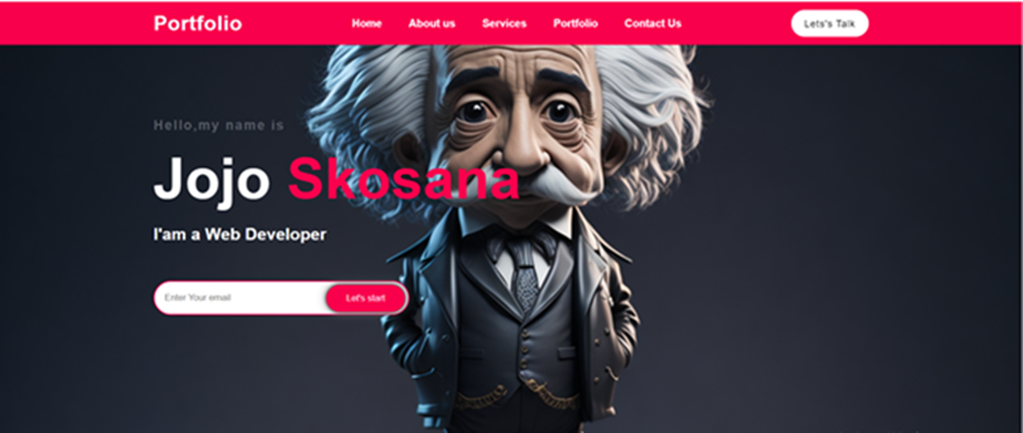 Portfolio Home About us Services Portfolio Contact Us Lets's Talk
Hello,my name is
Jojo Skosana
I'am a Web Developer
Enter Your email Let's start